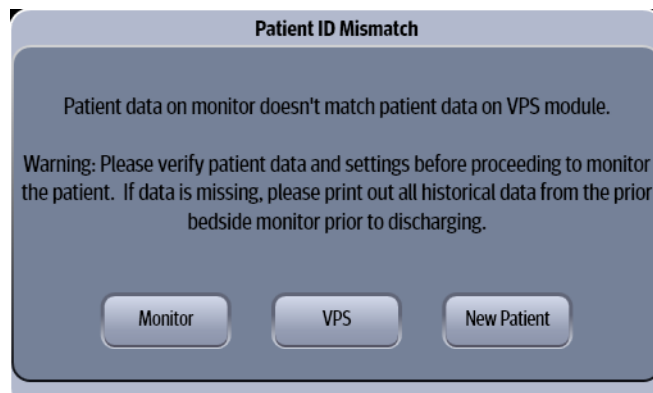 Patient ID Mismatch
Patient data on monitor doesn't match patient data on VPS module.
Warning: Please verify patient data and settings before proceeding to monitor
the patient. If data is missing, please print out all historical data from the prior
bedside monitor prior to discharging.
Monitor VPS New Patient